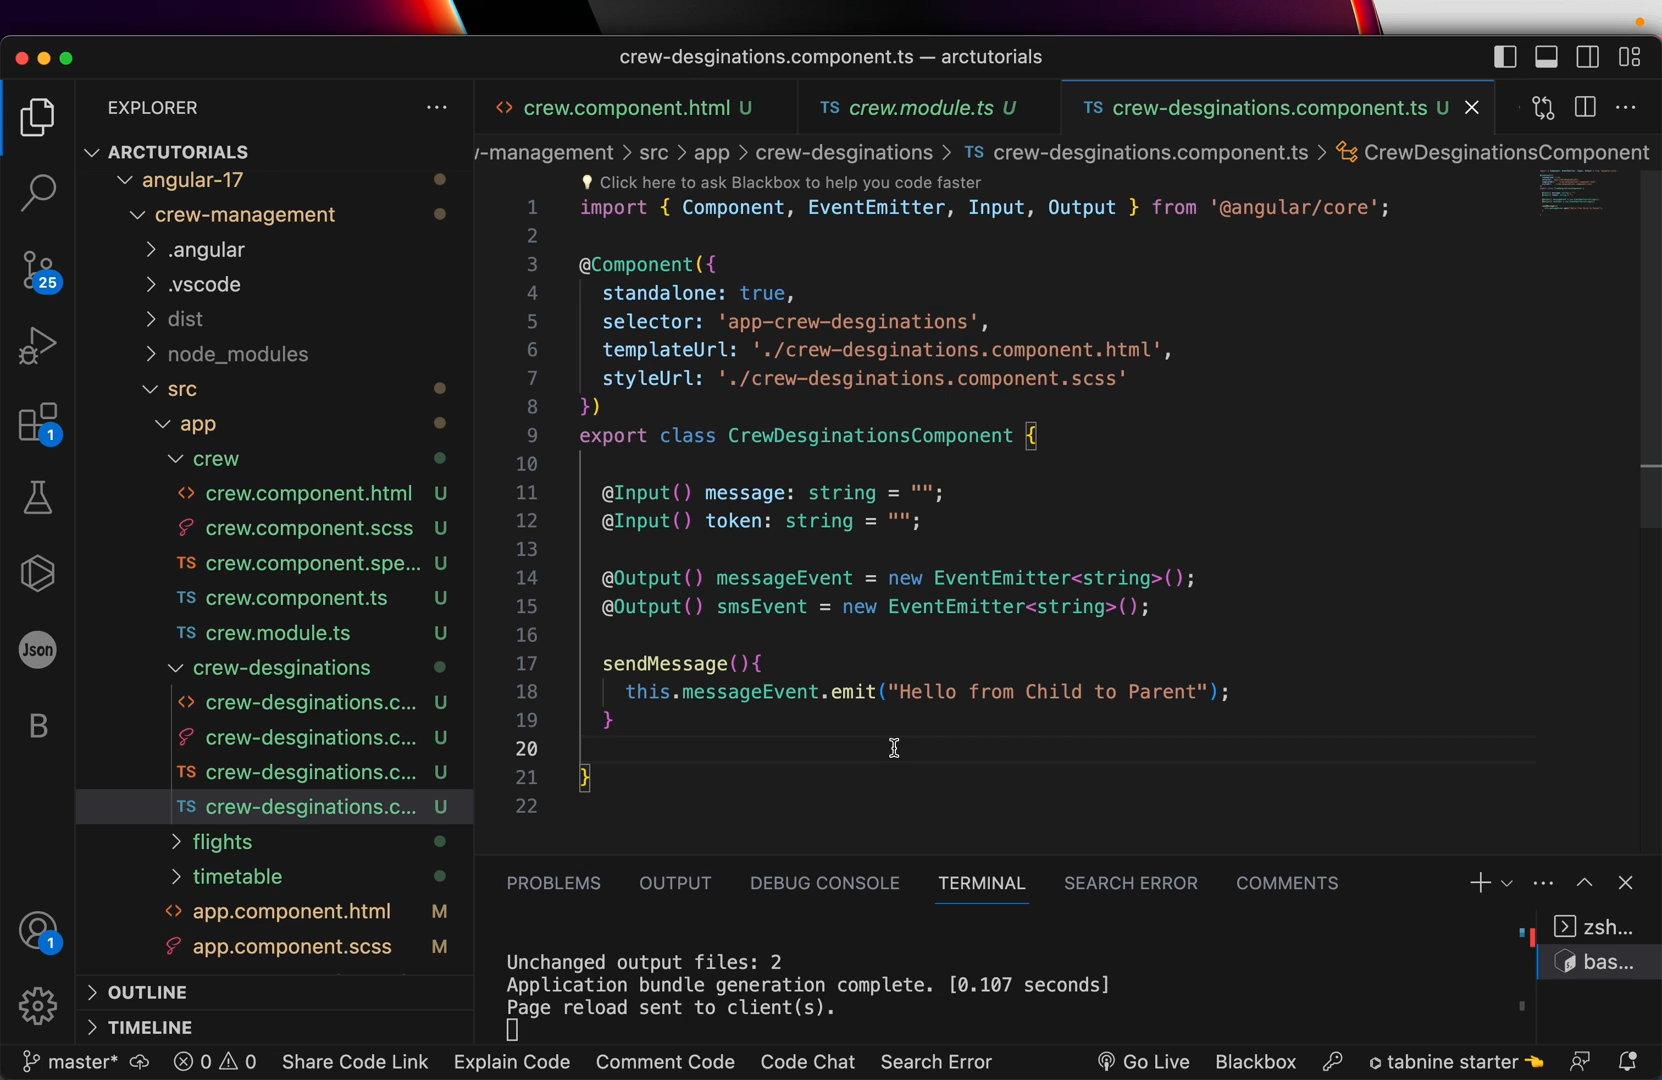 crew-desginations.component.ts — arctutorials
EXPLORER
ARCTUTORIALS
angular-17
crew-management
.angular
.vscode
dist
node_modules
src
app
crew
crew.component.html U
crew.component.scss U
crew.component.spe... U
crew.component.ts U
crew.module.ts U
crew-desginations
crew-desginations.c... U
crew-desginations.c... U
crew-desginations.c... U
crew-desginations.c... U
flights
timetable
app.component.html M
app.component.scss M
OUTLINE
TIMELINE
25
1
Json
B
1
crew.component.html U
TS crew.module.ts U
TS crew-desginations.component.ts U
-management > src > app > crew-desginations > TS crew-desginations.component.ts > CrewDesginationsComponent
Click here to ask Blackbox to help you code faster
1 import { Component, EventEmitter, Input, Output } from '@angular/core';
2
3 @Component({
4 standalone: true,
5 selector: 'app-crew-desginations',
6 templateUrl: './crew-desginations.component.html',
7 styleUrl: './crew-desginations.component.scss'
8 })
9 export class CrewDesginationsComponent {
10
11 @Input() message: string = "";
12 @Input() token: string = "";
13
14 @Output() messageEvent = new EventEmitter<string>();
15 @Output() smsEvent = new EventEmitter<string>();
16
17 sendMessage(){
18 this.messageEvent.emit("Hello from Child to Parent");
19 }
20
21 }
22
PROBLEMS OUTPUT DEBUG CONSOLE TERMINAL SEARCH ERROR COMMENTS
Unchanged output files: 2
Application bundle generation complete. [0.107 seconds]
Page reload sent to client(s).
zsh...
bas...
master* 0 0 Share Code Link Explain Code Comment Code Code Chat Search Error Go Live Blackbox tabnine starter